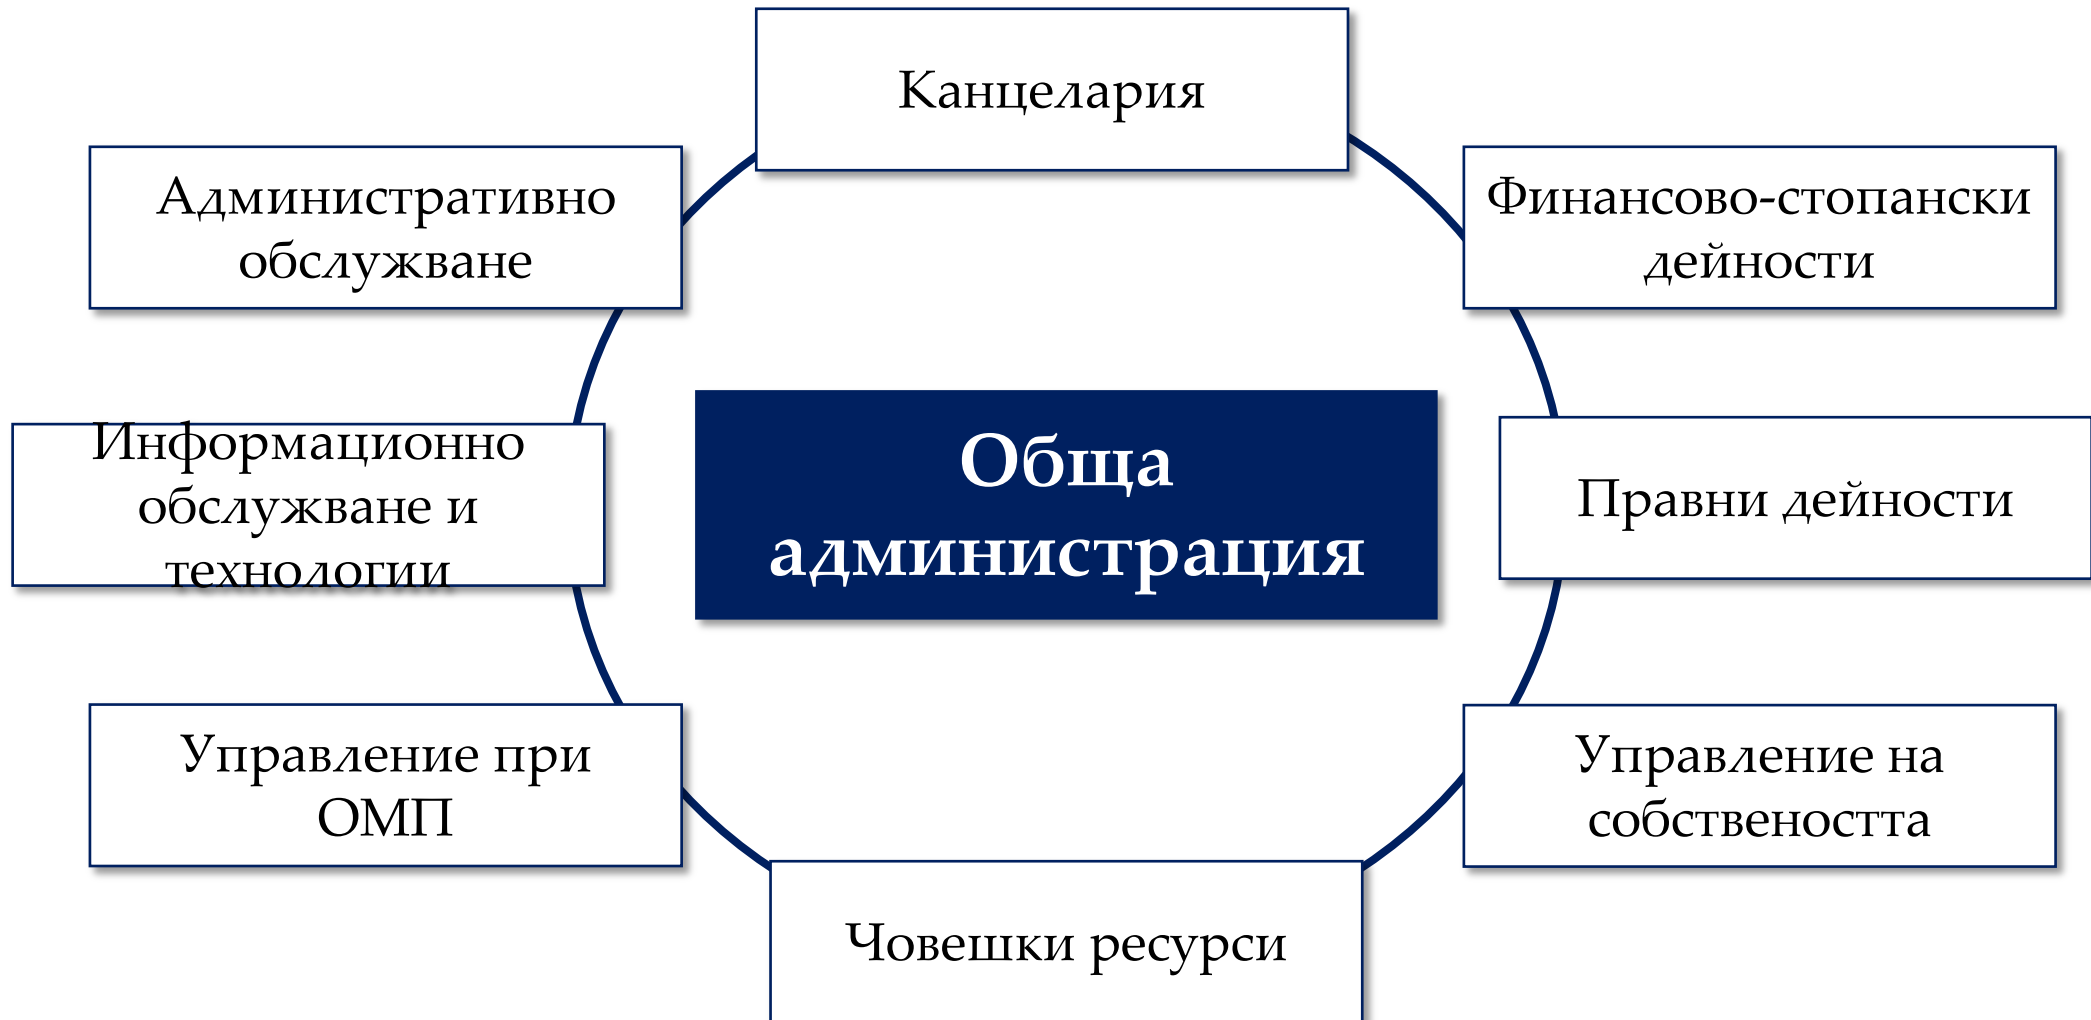 Канцелария
Административно
обслужване
Финансово-стопански
дейности
Информационно
обслужване и
технологии
Обща
администрация
Правни дейности
Управление при
ОМП
Управление на
собствеността
Човешки ресурси